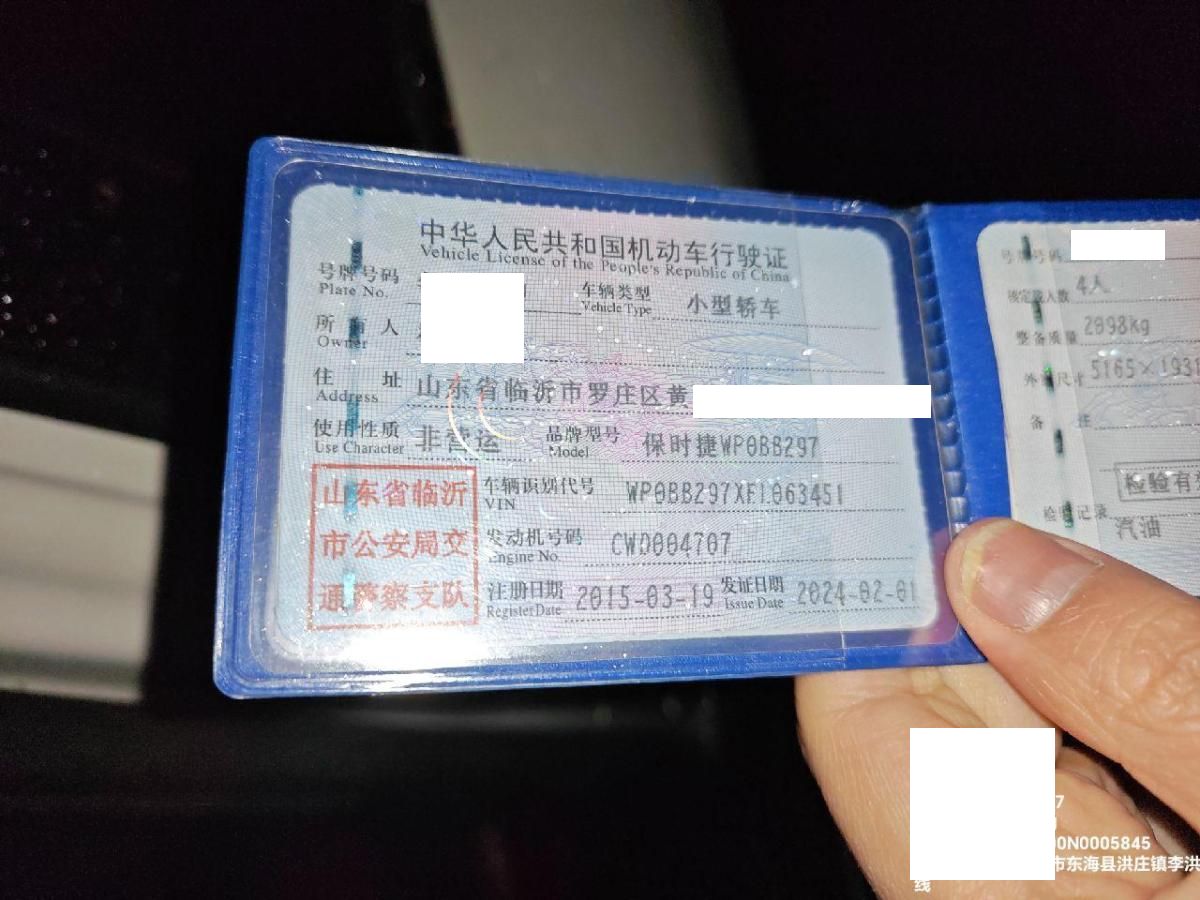 中华人民共和国机动车行驶证
Vehicle License of the People's Republic of China
号牌号码
Plate No.
车辆类型 小型轿车
Vehicle Type
所有人
Owner
住址 山东省临沂市罗庄区黄
Address
使用性质 非营运 品牌型号 保时捷WP0BB297
Use Character Model
山东省临沂
市公安局交
通警察支队
车辆识别代号 WP0BB297XFL063451
VIN
发动机号码 CWD004707
Engine No.
注册日期 2015-03-19 发证日期 2024-02-01
Register Date Issue Date
号牌号码
核定载人数 4人
整备质量 2098kg
外廓尺寸 5165×1931
备注
检验有
检验记录
汽油
7
0N0005845
市东海县洪庄镇李洪
线